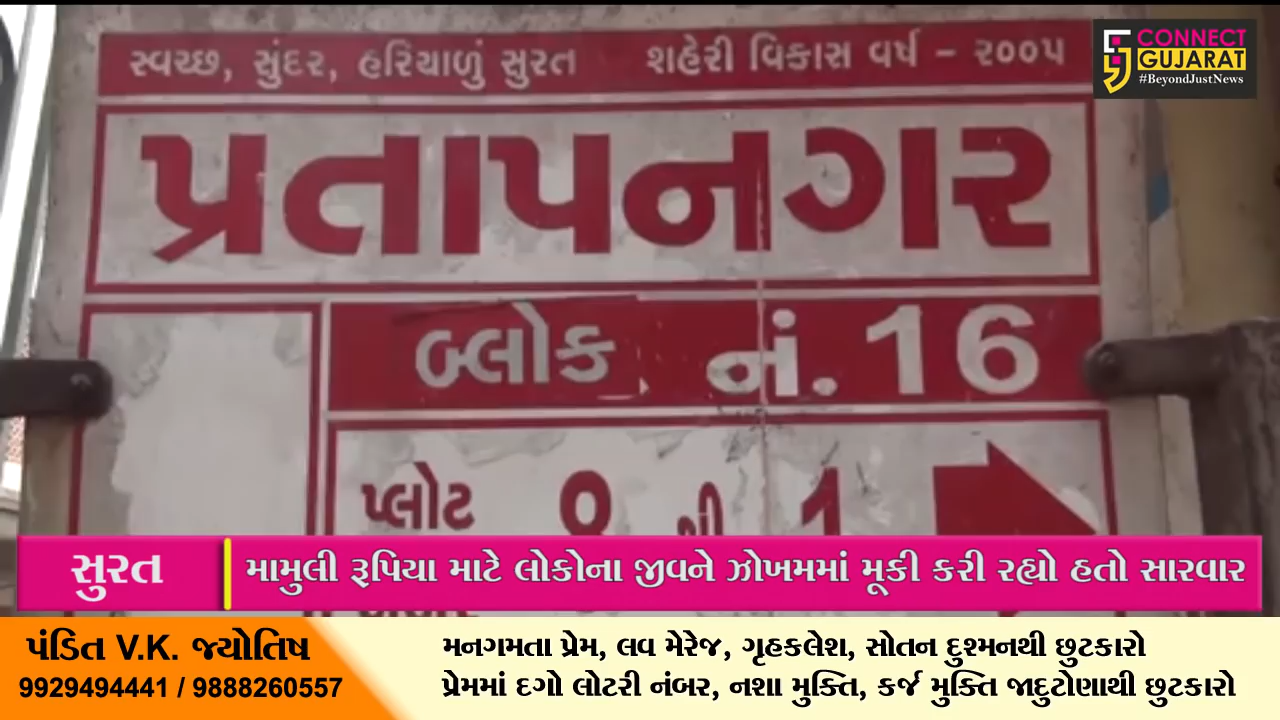 સ્વચ્છ, સુંદર, હરિયાળું સુરત શહેરી વિકાસ વર્ષ - ૨૦૦૫
CONNECT
GUJARAT
#BeyondJustNews
પ્રતાપનગર
બ્લોક નં. 16
પ્લોટ
સુરત મામુલી રૂપિયા માટે લોકોના જીવને ઝોખમમાં મૂકી કરી રહ્યો હતો સારવાર
પંડિત V.K. જ્યોતિષ
9929494441 / 9888260557
મનગમતા પ્રેમ, લવ મેરેજ, ગૃહકલેશ, સોતન દુશ્મનથી છુટકારો
પ્રેમમાં દગો લોટરી નંબર, નશા મુક્તિ, કર્જ મુક્તિ જાદુટોણાથી છુટકારો